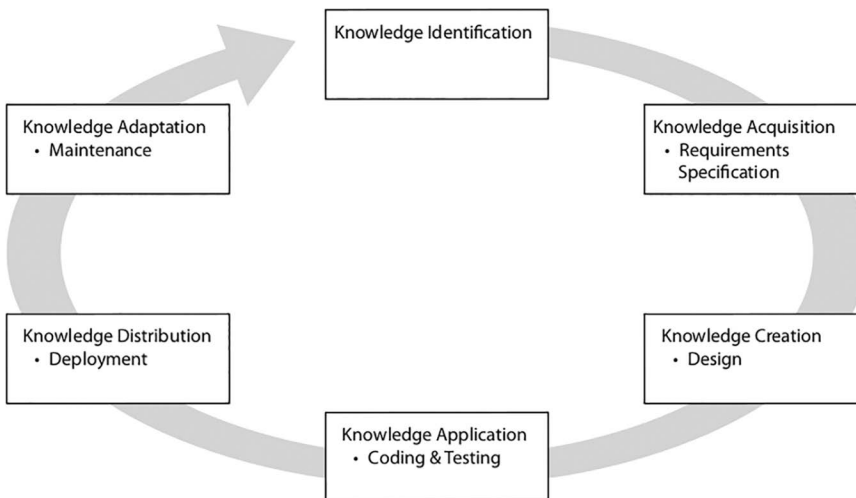 Knowledge Identification
Knowledge Acquisition
• Requirements
Specification
Knowledge Creation
• Design
Knowledge Application
• Coding & Testing
Knowledge Distribution
• Deployment
Knowledge Adaptation
• Maintenance